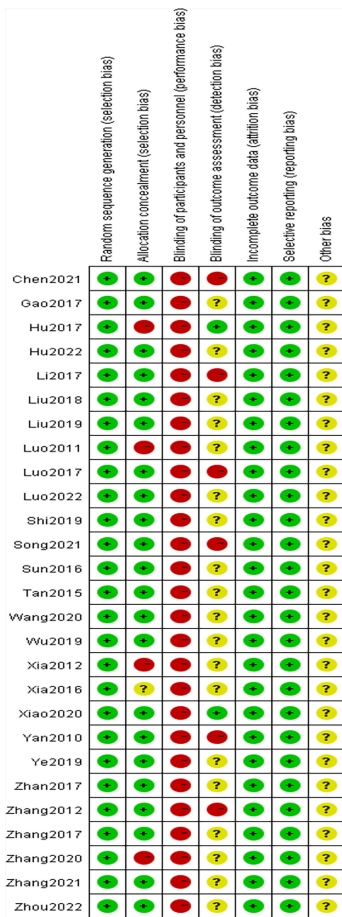 Random sequence generation (selection bias)
Allocation concealment (selection bias)
Blinding of participants and personnel (performance bias)
Blinding of outcome assessment (detection bias)
Incomplete outcome data (attrition bias)
Selective reporting (reporting bias)
Other bias
Chen2021 + + - - + + ?
Gao2017 + + - ? + + ?
Hu2017 + - - + + + ?
Hu2022 + + - ? + + ?
Li2017 + + - - + + ?
Liu2018 + + - ? + + ?
Liu2019 + + - ? + + ?
Luo2011 + - - ? + + ?
Luo2017 + + - - + + ?
Luo2022 + + - ? + + ?
Shi2019 + + - ? + + ?
Song2021 + + - - + + ?
Sun2016 + + - ? + + ?
Tan2015 + + - ? + + ?
Wang2020 + + - ? + + ?
Wu2019 + + - ? + + ?
Xia2012 + - - ? + + ?
Xia2016 + ? - ? + + ?
Xiao2020 + + - + + + ?
Yan2010 + + - - + + ?
Ye2019 + + - ? + + ?
Zhan2017 + + - ? + + ?
Zhang2012 + + - - + + ?
Zhang2017 + + - ? + + ?
Zhang2020 + - - ? + + ?
Zhang2021 + + - ? + + ?
Zhou2022 + + - ? + + ?